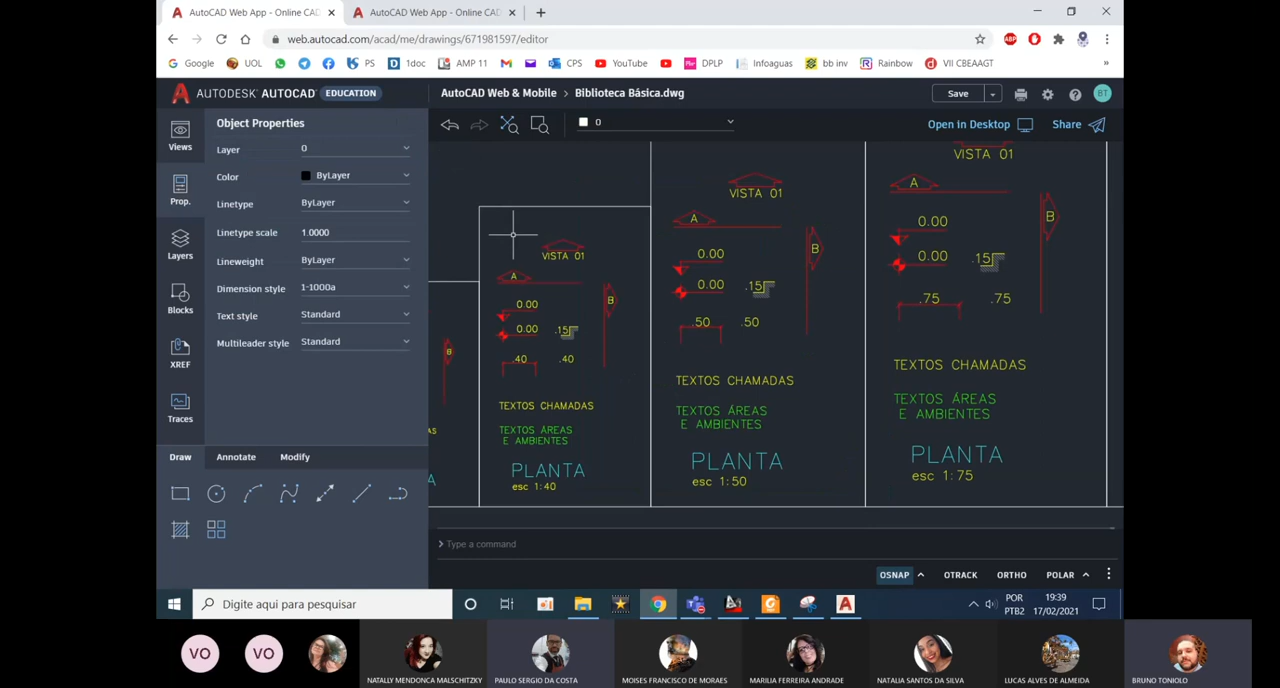 AutoCAD Web App - Online CAD
AutoCAD Web App - Online CAD
web.autocad.com/acad/me/drawings/671981597/editor
ABP
Google
UOL
PS
1doc
AMP 11
CPS
YouTube
DPLP
Infoaguas
bb inv
Rainbow
VII CBEAAGT
AUTODESK® AUTOCAD
EDUCATION
AutoCAD Web & Mobile > Biblioteca Básica.dwg
Save
BT
Views
Prop.
Layers
Blocks
XREF
Traces
Object Properties
Layer 0
Color ByLayer
Linetype ByLayer
Linetype scale 1.0000
Lineweight ByLayer
Dimension style 1-1000a
Text style Standard
Multileader style Standard
0
Open in Desktop
Share
B
AS
A
VISTA 01
A
B
0.00
0.00
.15
.40
.40
TEXTOS CHAMADAS
TEXTOS ÁREAS
E AMBIENTES
PLANTA
esc 1:40
VISTA 01
A
B
0.00
0.00
.15
.50
.50
TEXTOS CHAMADAS
TEXTOS ÁREAS
E AMBIENTES
PLANTA
esc 1:50
VISTA 01
A
B
0.00
0.00
.15
.75
.75
TEXTOS CHAMADAS
TEXTOS ÁREAS
E AMBIENTES
PLANTA
esc 1:75
Draw
Annotate
Modify
Type a command
OSNAP
OTRACK
ORTHO
POLAR
Digite aqui para pesquisar
POR
PTB2
19:39
17/02/2021
VO
VO
NATALLY MENDONCA MALSCHITZKY
PAULO SERGIO DA COSTA
MOISES FRANCISCO DE MORAES
MARILIA FERREIRA ANDRADE
NATALIA SANTOS DA SILVA
LUCAS ALVES DE ALMEIDA
BRUNO TONIOLO